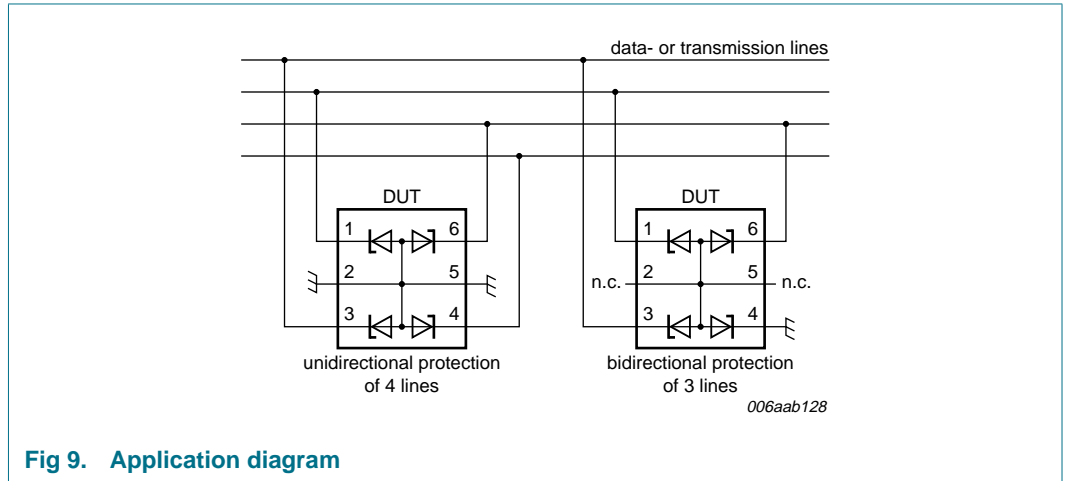 data- or transmission lines
DUT
DUT
1 6
2 5
3 4
1 6
n.c. 2 5 n.c.
3 4
unidirectional protection
of 4 lines
bidirectional protection
of 3 lines
006aab128
Fig 9. Application diagram